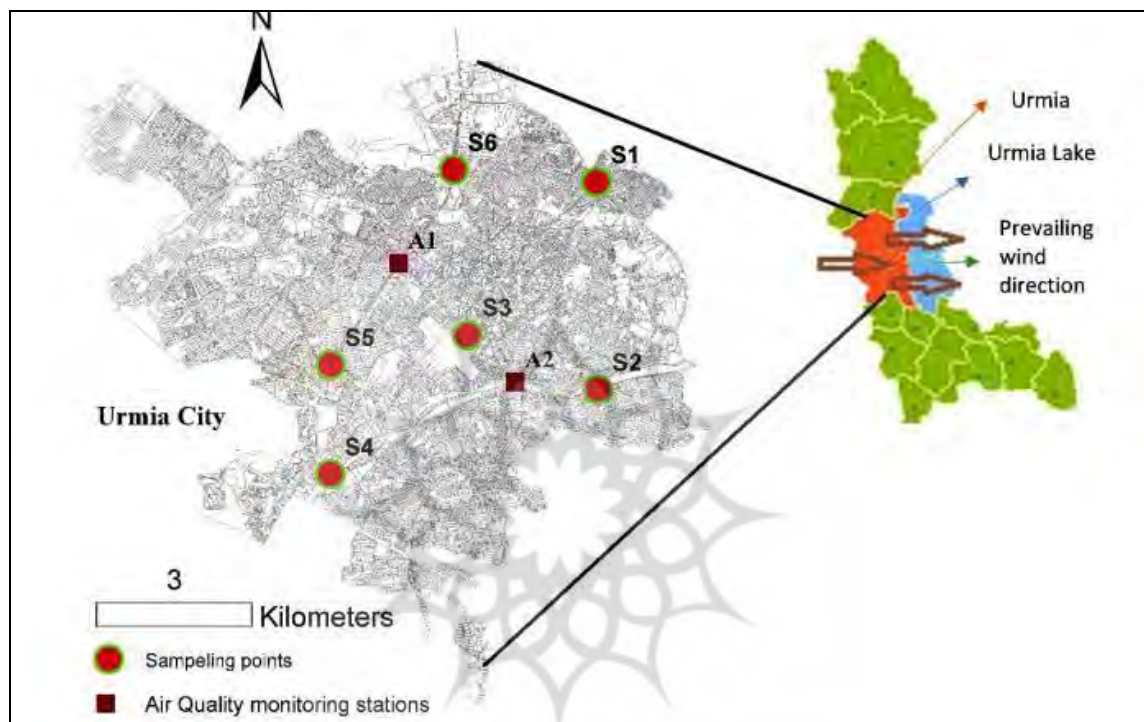 N
S6
S1
A1
S3
S5
A2
S2
Urmia City
S4
3
Kilometers
Sampeling points
Air Quality monitoring stations
Urmia
Urmia Lake
Prevailing
wind
direction